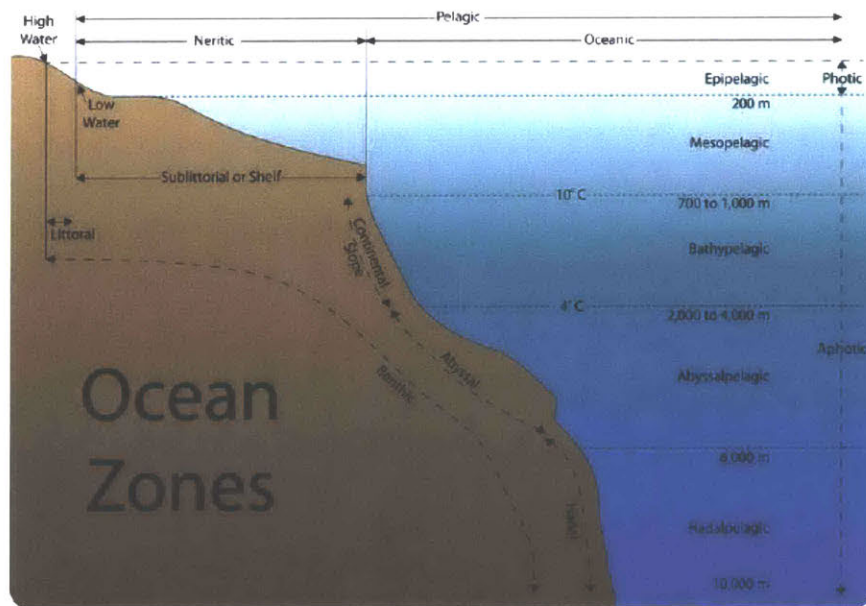 High
Water
Pelagic
Neritic
Oceanic
Epipelagic
Photic
200 m
Low
Water
Mesopelagic
Sublittorial or Shelf
10° C
700 to 1,000 m
Littoral
Continental
Slope
Bathypelagic
4° C
2,000 to 4,000 m
Aphotic
Abyssal
Benthic
Abyssalpelagic
Ocean
Zones
6,000 m
Hadal
Hadalpelagic
10,000 m